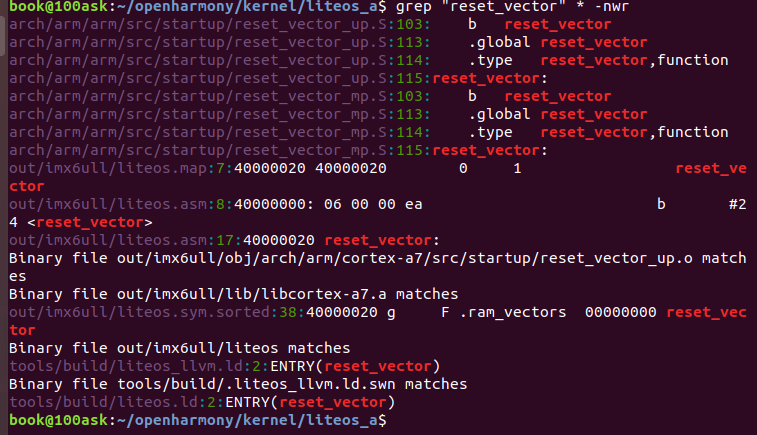 book@100ask:~/openharmony/kernel/liteos_a$ grep "reset_vector" * -nwr
arch/arm/arm/src/startup/reset_vector_up.S:103:    b   reset_vector
arch/arm/arm/src/startup/reset_vector_up.S:113:    .global reset_vector
arch/arm/arm/src/startup/reset_vector_up.S:114:    .type   reset_vector,function
arch/arm/arm/src/startup/reset_vector_up.S:115:reset_vector:
arch/arm/arm/src/startup/reset_vector_mp.S:103:    b   reset_vector
arch/arm/arm/src/startup/reset_vector_mp.S:113:    .global reset_vector
arch/arm/arm/src/startup/reset_vector_mp.S:114:    .type   reset_vector,function
arch/arm/arm/src/startup/reset_vector_mp.S:115:reset_vector:
out/imx6ull/liteos.map:7:40000020 40000020        0     1                 reset_ve
ctor
out/imx6ull/liteos.asm:8:40000000: 06 00 00 ea                   b       #2
4 <reset_vector>
out/imx6ull/liteos.asm:17:40000020 reset_vector:
Binary file out/imx6ull/obj/arch/arm/cortex-a7/src/startup/reset_vector_up.o match
es
Binary file out/imx6ull/lib/libcortex-a7.a matches
out/imx6ull/liteos.sym.sorted:38:40000020 g     F .ram_vectors  00000000 reset_vec
tor
Binary file out/imx6ull/liteos matches
tools/build/liteos_llvm.ld:2:ENTRY(reset_vector)
Binary file tools/build/.liteos_llvm.ld.swn matches
tools/build/liteos.ld:2:ENTRY(reset_vector)
book@100ask:~/openharmony/kernel/liteos_a$